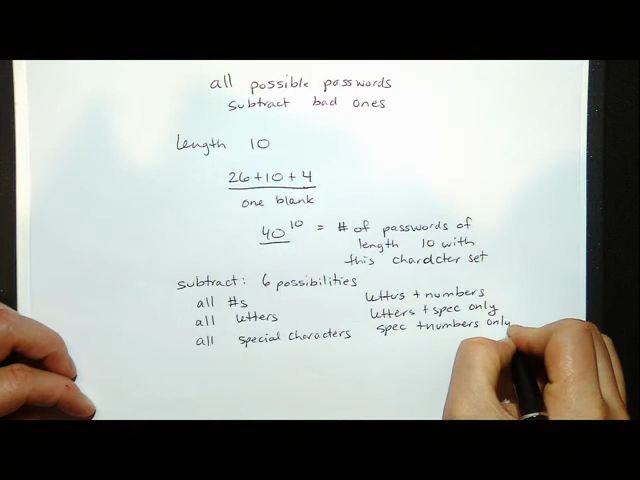 all possible passwords
subtract bad ones
length 10
26+10+4
one blank
40^10 = # of passwords of
length 10 with
this character set
subtract: 6 possibilities
all #s
all letters
all special characters
letters + numbers
letters + spec only
spec +numbers only